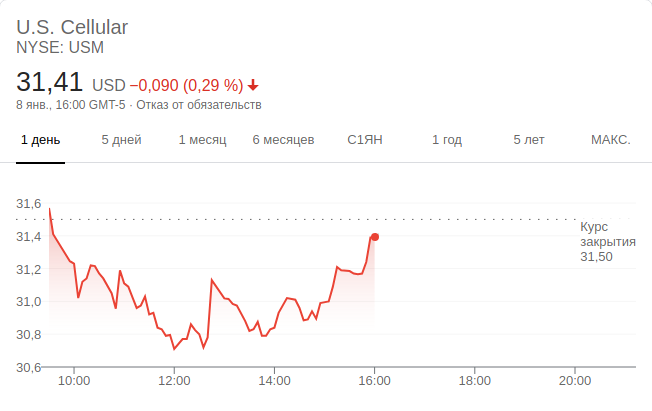 U.S. Cellular
NYSE: USM
31,41 USD −0,090 (0,29 %)
8 янв., 16:00 GMT-5 · Отказ от обязательств
1 день 5 дней 1 месяц 6 месяцев С1ЯН 1 год 5 лет МАКС.
31,6
Курс
закрытия
31,50
31,4
31,2
31,0
30,8
30,6
10:00 12:00 14:00 16:00 18:00 20:00